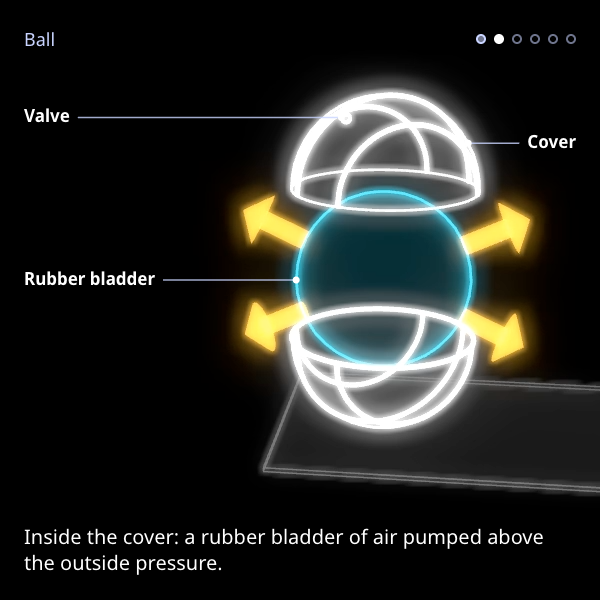 Ball
Valve
Cover
Rubber bladder
Inside the cover: a rubber bladder of air pumped above
the outside pressure.